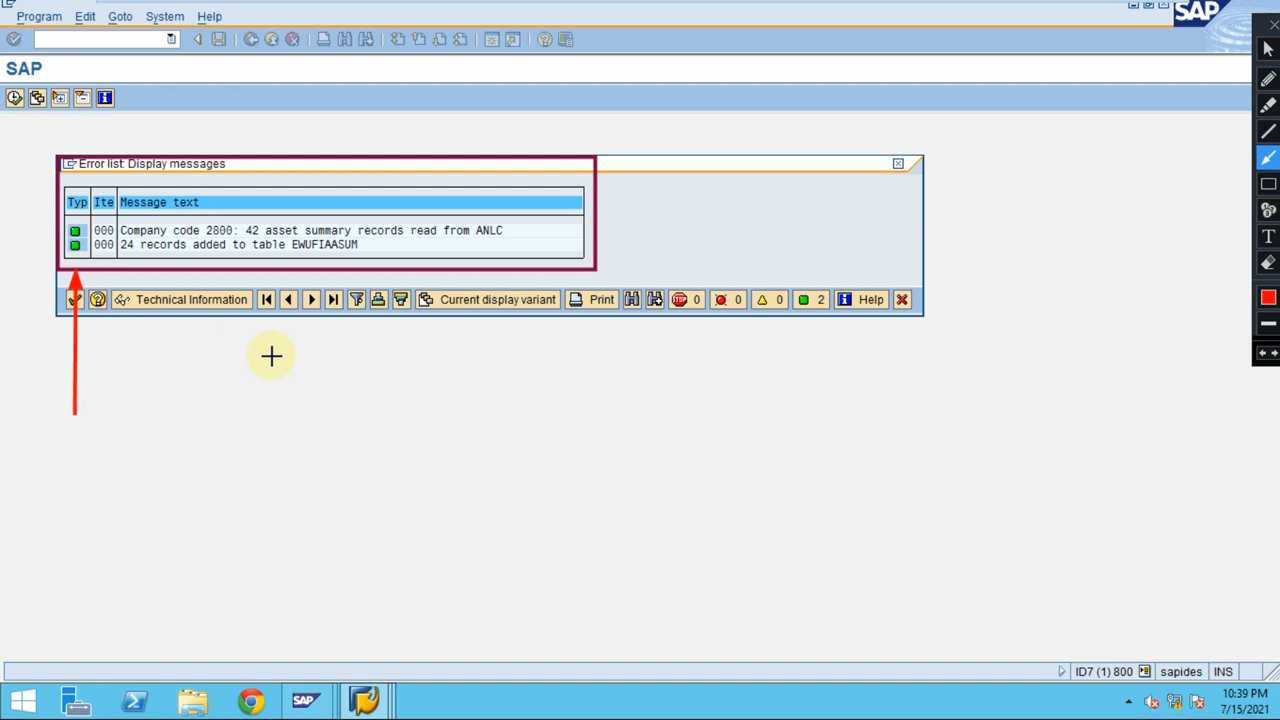 Program Edit Goto System Help
SAP
SAP
Error list: Display messages
Typ Ite Message text
000 Company code 2800: 42 asset summary records read from ANLC
000 24 records added to table EWUFIAASUM
Technical Information Current display variant Print STOP 0 0 0 2 Help
ID7 (1) 800 sapides INS
SAP
10:39 PM
7/15/2021